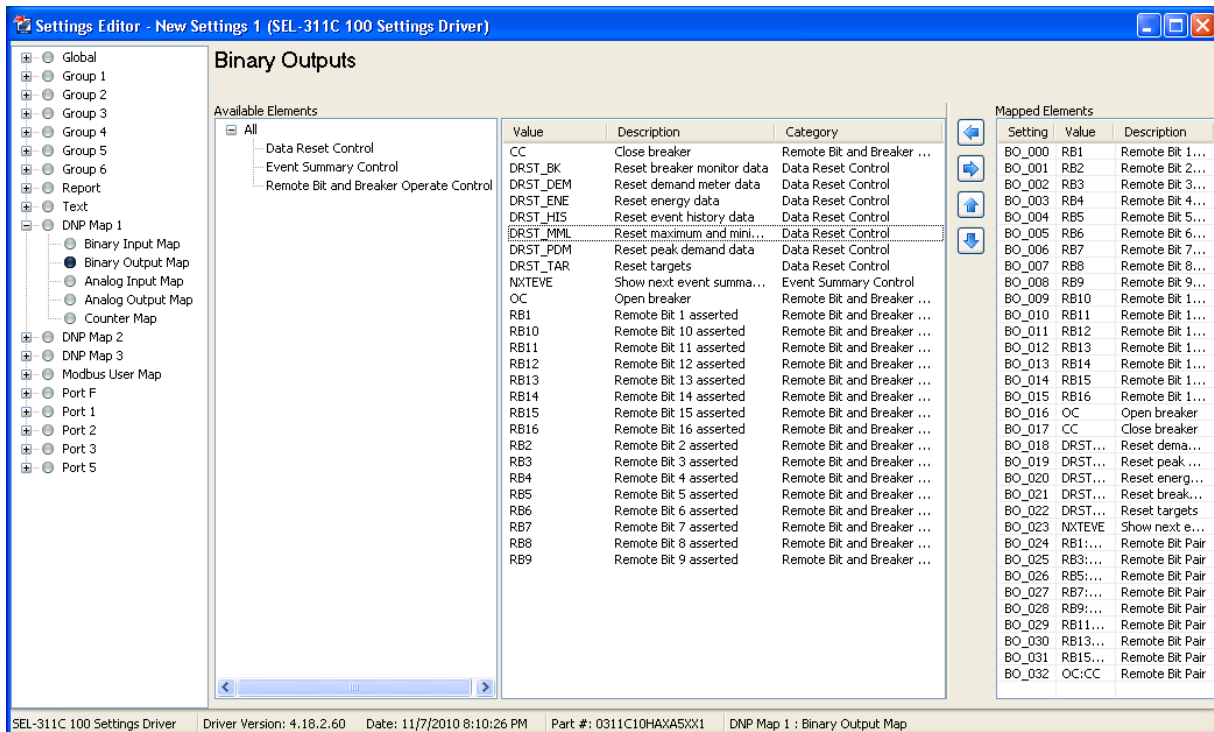 Settings Editor - New Settings 1 (SEL-311C 100 Settings Driver)
Global
Group 1
Group 2
Group 3
Group 4
Group 5
Group 6
Report
Text
DNP Map 1
Binary Input Map
Binary Output Map
Analog Input Map
Analog Output Map
Counter Map
DNP Map 2
DNP Map 3
Modbus User Map
Port F
Port 1
Port 2
Port 3
Port 5
Binary Outputs
Available Elements
All
Data Reset Control
Event Summary Control
Remote Bit and Breaker Operate Control
Value Description Category
CC Close breaker Remote Bit and Breaker ...
DRST_BK Reset breaker monitor data Data Reset Control
DRST_DEM Reset demand meter data Data Reset Control
DRST_ENE Reset energy data Data Reset Control
DRST_HIS Reset event history data Data Reset Control
DRST_MML Reset maximum and mini... Data Reset Control
DRST_PDM Reset peak demand data Data Reset Control
DRST_TAR Reset targets Data Reset Control
NXTEVE Show next event summa... Event Summary Control
OC Open breaker Remote Bit and Breaker ...
RB1 Remote Bit 1 asserted Remote Bit and Breaker ...
RB10 Remote Bit 10 asserted Remote Bit and Breaker ...
RB11 Remote Bit 11 asserted Remote Bit and Breaker ...
RB12 Remote Bit 12 asserted Remote Bit and Breaker ...
RB13 Remote Bit 13 asserted Remote Bit and Breaker ...
RB14 Remote Bit 14 asserted Remote Bit and Breaker ...
RB15 Remote Bit 15 asserted Remote Bit and Breaker ...
RB16 Remote Bit 16 asserted Remote Bit and Breaker ...
RB2 Remote Bit 2 asserted Remote Bit and Breaker ...
RB3 Remote Bit 3 asserted Remote Bit and Breaker ...
RB4 Remote Bit 4 asserted Remote Bit and Breaker ...
RB5 Remote Bit 5 asserted Remote Bit and Breaker ...
RB6 Remote Bit 6 asserted Remote Bit and Breaker ...
RB7 Remote Bit 7 asserted Remote Bit and Breaker ...
RB8 Remote Bit 8 asserted Remote Bit and Breaker ...
RB9 Remote Bit 9 asserted Remote Bit and Breaker ...
Mapped Elements
Setting Value Description
BO_000 RB1 Remote Bit 1...
BO_001 RB2 Remote Bit 2...
BO_002 RB3 Remote Bit 3...
BO_003 RB4 Remote Bit 4...
BO_004 RB5 Remote Bit 5...
BO_005 RB6 Remote Bit 6...
BO_006 RB7 Remote Bit 7...
BO_007 RB8 Remote Bit 8...
BO_008 RB9 Remote Bit 9...
BO_009 RB10 Remote Bit 1...
BO_010 RB11 Remote Bit 1...
BO_011 RB12 Remote Bit 1...
BO_012 RB13 Remote Bit 1...
BO_013 RB14 Remote Bit 1...
BO_014 RB15 Remote Bit 1...
BO_015 RB16 Remote Bit 1...
BO_016 OC Open breaker
BO_017 CC Close breaker
BO_018 DRST... Reset dema...
BO_019 DRST... Reset peak ...
BO_020 DRST... Reset energ...
BO_021 DRST... Reset break...
BO_022 DRST... Reset targets
BO_023 NXTEVE Show next e...
BO_024 RB1:... Remote Bit Pair
BO_025 RB3:... Remote Bit Pair
BO_026 RB5:... Remote Bit Pair
BO_027 RB7:... Remote Bit Pair
BO_028 RB9:... Remote Bit Pair
BO_029 RB11... Remote Bit Pair
BO_030 RB13... Remote Bit Pair
BO_031 RB15... Remote Bit Pair
BO_032 OC:CC Remote Bit Pair
SEL-311C 100 Settings Driver Driver Version: 4.18.2.60 Date: 11/7/2010 8:10:26 PM Part #: 0311C10HAXA5XX1 DNP Map 1 : Binary Output Map